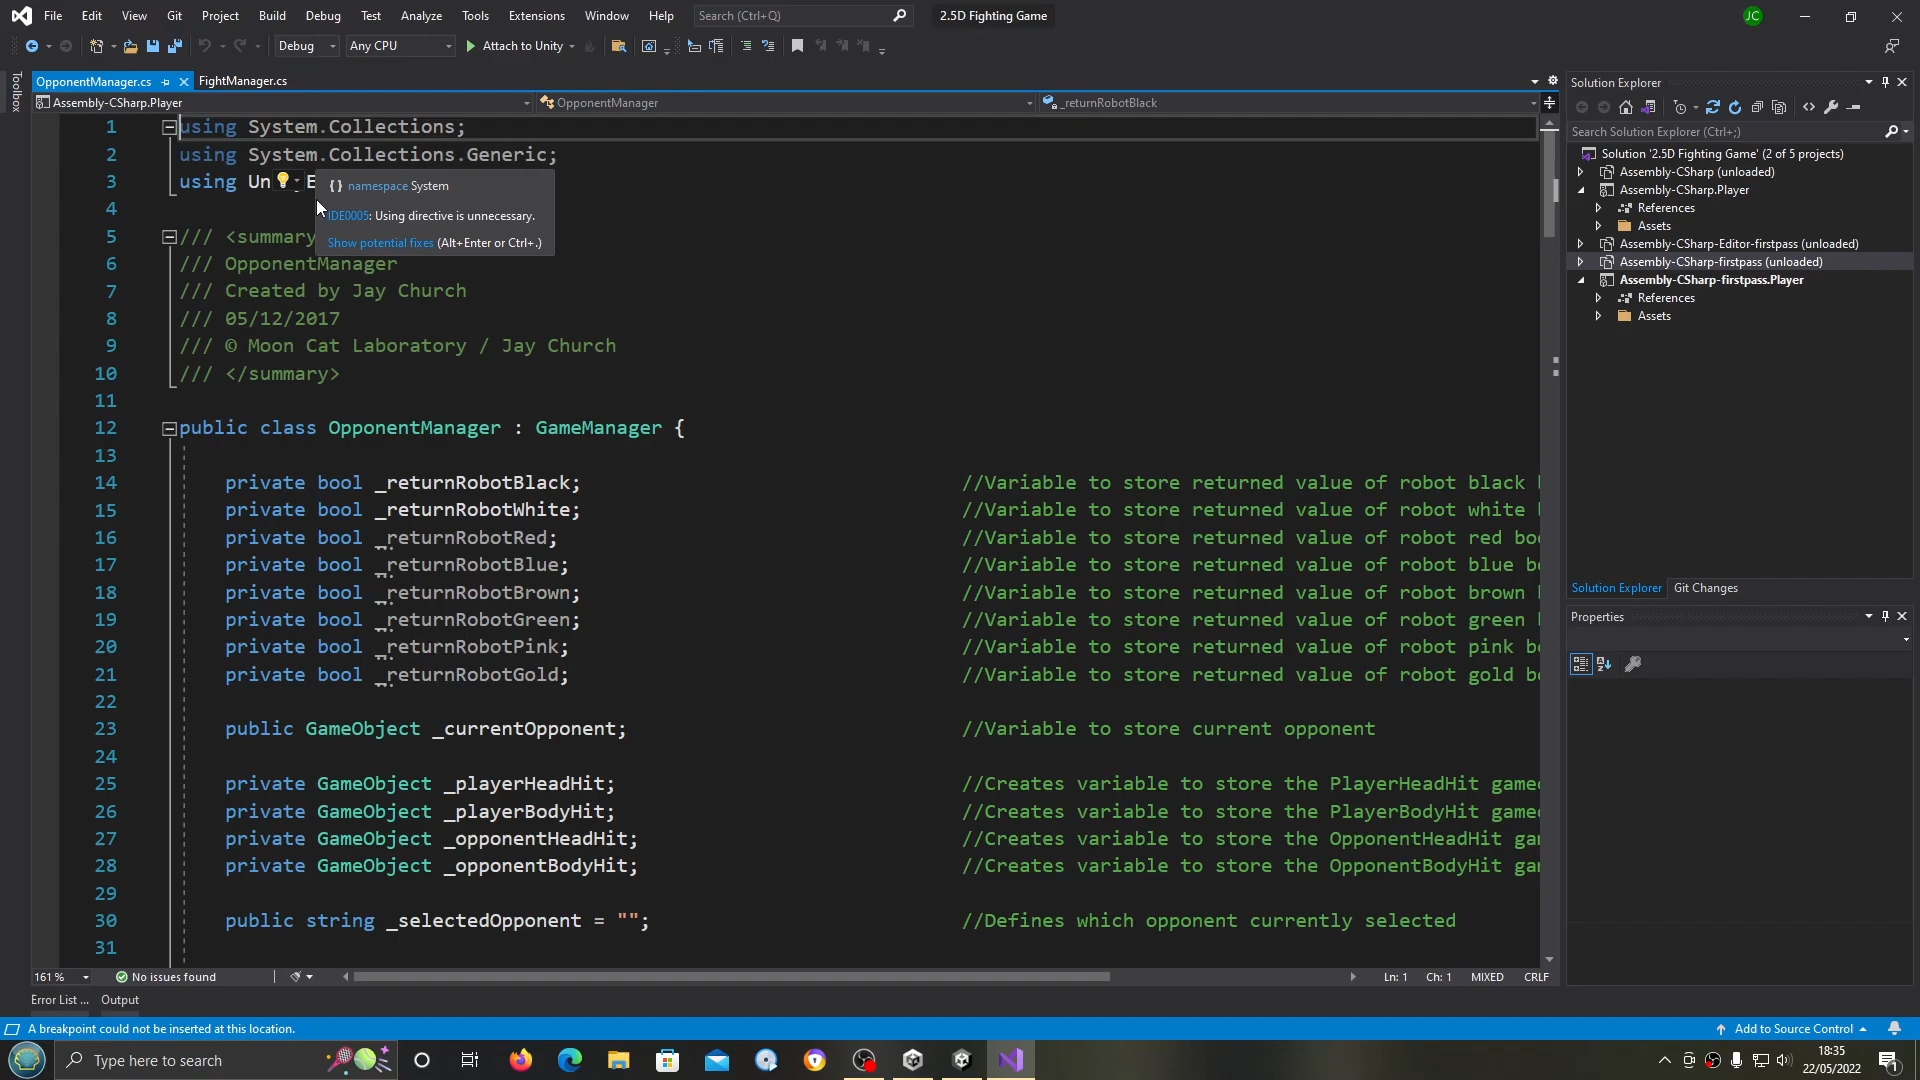 File Edit View Git Project Build Debug Test Analyze Tools Extensions Window Help Search (Ctrl+Q) 2.5D Fighting Game JC
Debug Any CPU Attach to Unity
Toolbox
OpponentManager.cs FightManager.cs
Assembly-CSharp.Player OpponentManager _returnRobotBlack
1 using System.Collections;
2 using System.Collections.Generic;
3 using Un E
4
5 /// <summary
6 /// OpponentManager
7 /// Created by Jay Church
8 /// 05/12/2017
9 /// © Moon Cat Laboratory / Jay Church
10 /// </summary>
11
12 public class OpponentManager : GameManager {
13
14 private bool _returnRobotBlack; //Variable to store returned value of robot black
15 private bool _returnRobotWhite; //Variable to store returned value of robot white
16 private bool _returnRobotRed; //Variable to store returned value of robot red boo
17 private bool _returnRobotBlue; //Variable to store returned value of robot blue bo
18 private bool _returnRobotBrown; //Variable to store returned value of robot brown
19 private bool _returnRobotGreen; //Variable to store returned value of robot green
20 private bool _returnRobotPink; //Variable to store returned value of robot pink bo
21 private bool _returnRobotGold; //Variable to store returned value of robot gold bo
22
23 public GameObject _currentOpponent; //Variable to store current opponent
24
25 private GameObject _playerHeadHit; //Creates variable to store the PlayerHeadHit game
26 private GameObject _playerBodyHit; //Creates variable to store the PlayerBodyHit game
27 private GameObject _opponentHeadHit; //Creates variable to store the OpponentHeadHit ga
28 private GameObject _opponentBodyHit; //Creates variable to store the OpponentBodyHit ga
29
30 public string _selectedOpponent = ""; //Defines which opponent currently selected
31
{} namespace System
IDE0005: Using directive is unnecessary.
Show potential fixes (Alt+Enter or Ctrl+.)
161 % No issues found Ln: 1 Ch: 1 MIXED CRLF
Error List ... Output
Solution Explorer
Search Solution Explorer (Ctrl+;)
Solution '2.5D Fighting Game' (2 of 5 projects)
Assembly-CSharp (unloaded)
Assembly-CSharp.Player
References
Assets
Assembly-CSharp-Editor-firstpass (unloaded)
Assembly-CSharp-firstpass (unloaded)
Assembly-CSharp-firstpass.Player
References
Assets
Solution Explorer Git Changes
Properties
A breakpoint could not be inserted at this location. Add to Source Control
Type here to search
18:35
22/05/2022
1